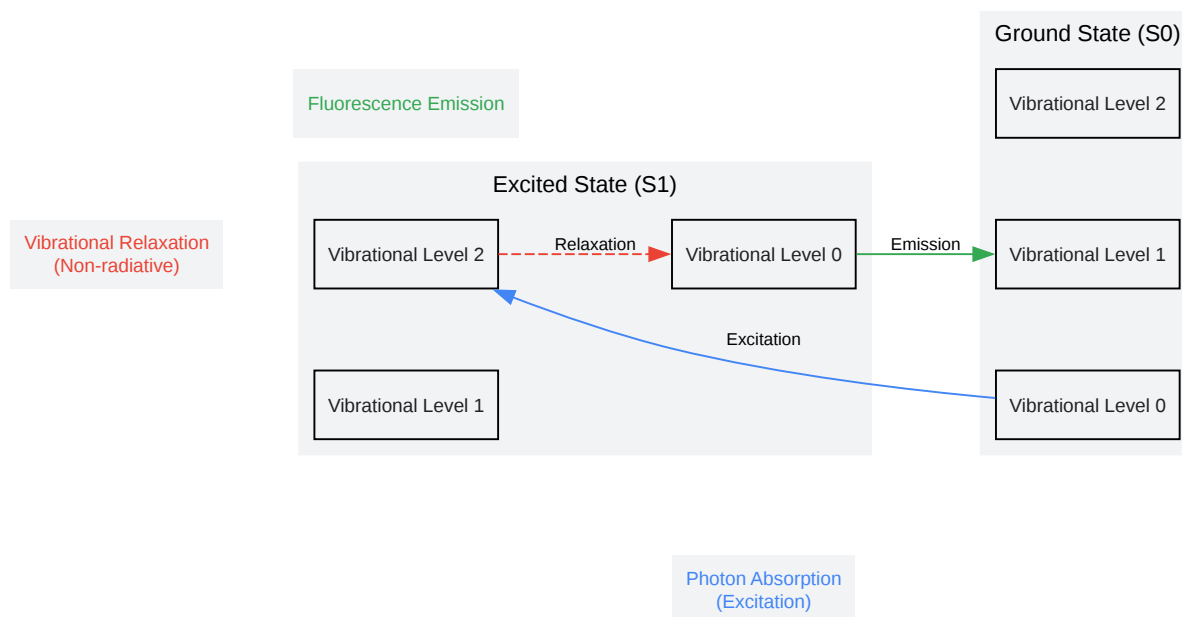 Ground State (S0)
Fluorescence Emission
Vibrational Level 2
Excited State (S1)
Vibrational Relaxation
(Non-radiative)
Vibrational Level 2
Relaxation
Vibrational Level 0
Emission
Vibrational Level 1
Excitation
Vibrational Level 1
Vibrational Level 0
Photon Absorption
(Excitation)